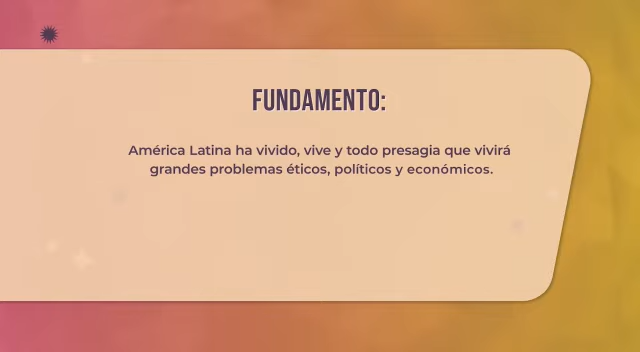 FUNDAMENTO:
América Latina ha vivido, vive y todo presagia que vivirá
grandes problemas éticos, políticos y económicos.